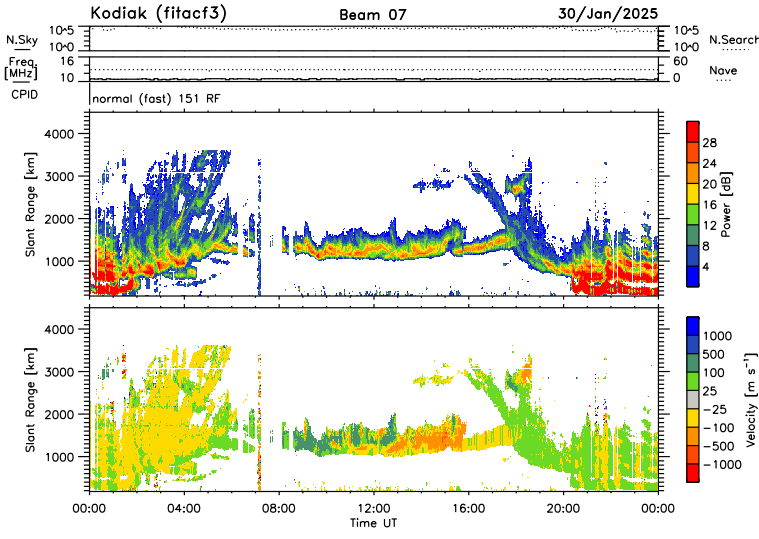 Kodiak (fitacf3) Beam 07 30/Jan/2025
N.Sky 10^5 10^0 10^5 10^0 N.Search
Freq. [MHz] 16 10 60 0 Nave
CPID normal (fast) 151 RF
Slant Range [km] 4000 3000 2000 1000
28 24 20 16 12 8 4 Power [dB]
Slant Range [km] 4000 3000 2000 1000
1000 500 100 25 -25 -100 -500 -1000 Velocity [m s^-1]
00:00 04:00 08:00 12:00 16:00 20:00 00:00
Time UT